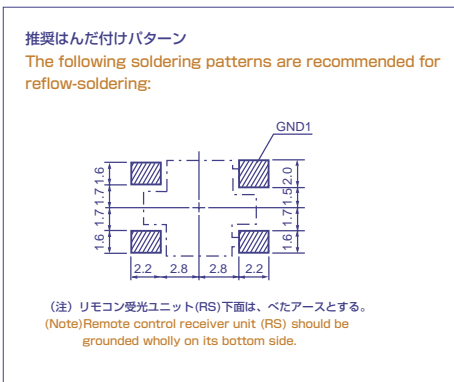 推奨はんだ付けパターン
The following soldering patterns are recommended for
reflow-soldering:
GND1
1.6
1.7
1.7
1.6
2.0
1.5
1.7
1.6
2.2 2.8 2.8 2.2
(注) リモコン受光ユニット(RS)下面は、べたアースとする。
(Note)Remote control receiver unit (RS) should be
grounded wholly on its bottom side.